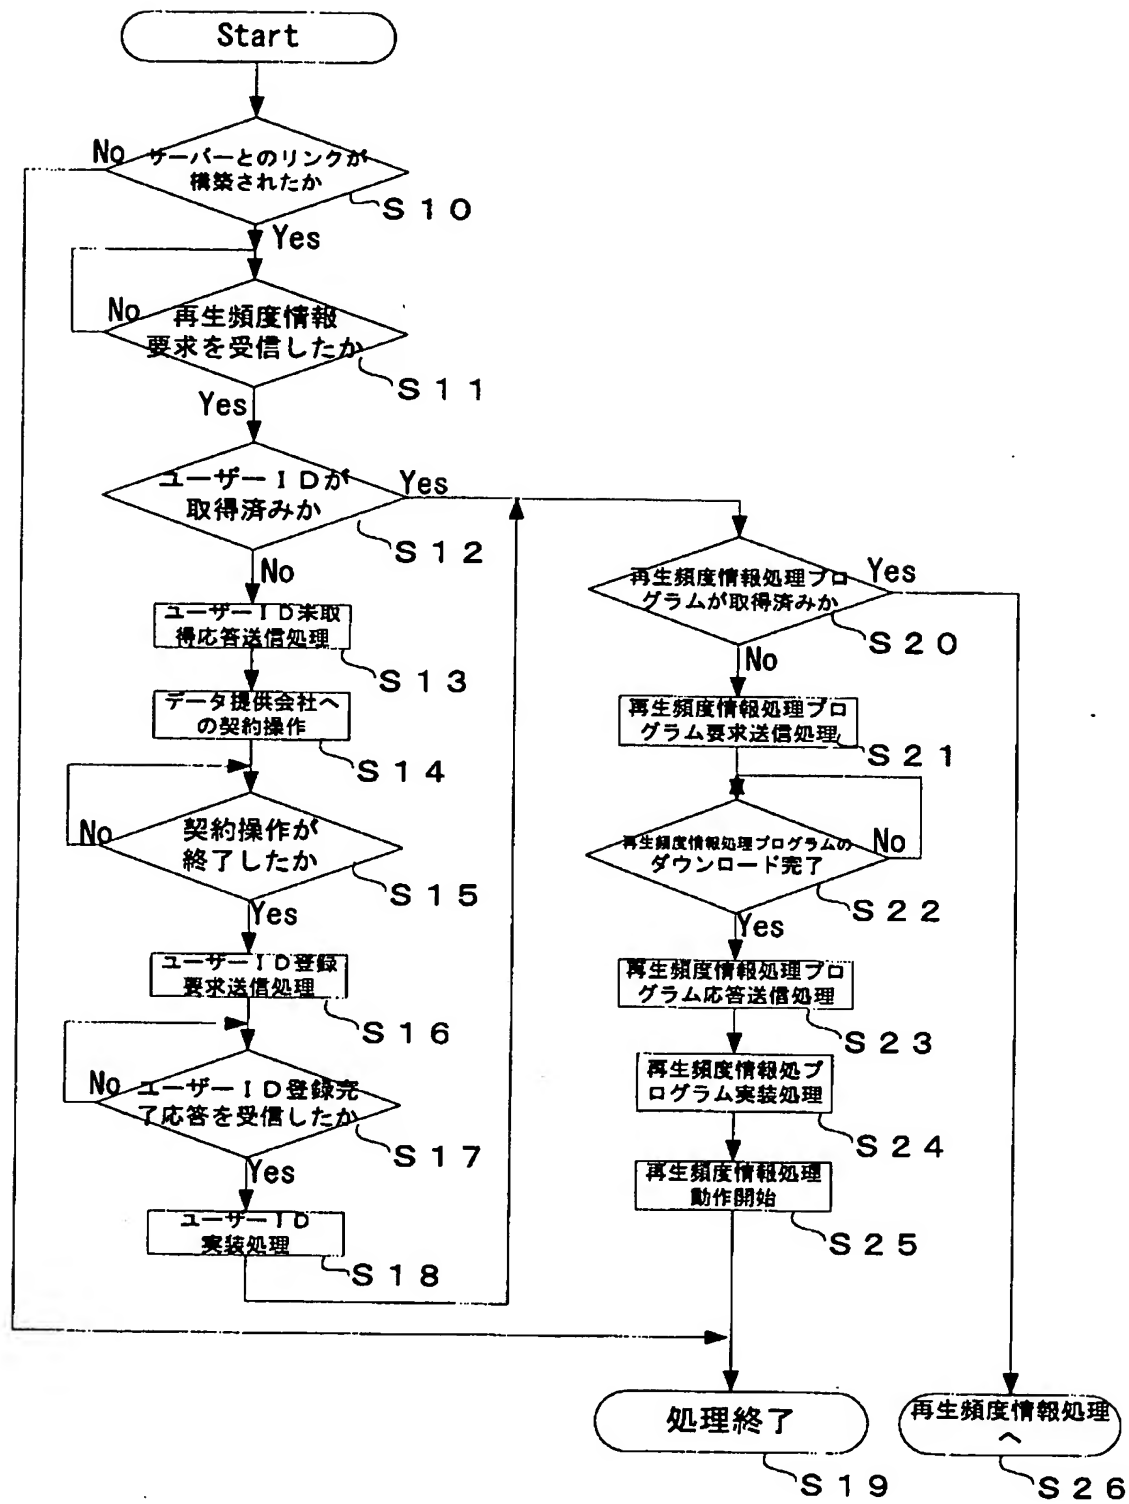 Start
No
サーバーとのリンクが
構築されたか
S10
Yes
No
再生頻度情報
要求を受信したか
S11
Yes
ユーザーIDが
取得済みか
Yes
S12
No
ユーザーID未取
得応答送信処理
S13
データ提供会社へ
の契約操作
S14
No
契約操作が
終了したか
S15
Yes
ユーザーID登録
要求送信処理
S16
No
ユーザーID登録完
了応答を受信したか
S17
Yes
ユーザーID
実装処理
S18
再生頻度情報処理プロ
グラムが取得済みか
Yes
S20
No
再生頻度情報処理プロ
グラム要求送信処理
S21
再生頻度情報処理プログラムの
ダウンロード完了
No
S22
Yes
再生頻度情報処理プロ
グラム応答送信処理
S23
再生頻度情報処プ
ログラム実装処理
S24
再生頻度情報処理
動作開始
S25
処理終了
S19
再生頻度情報処理
へ
S26